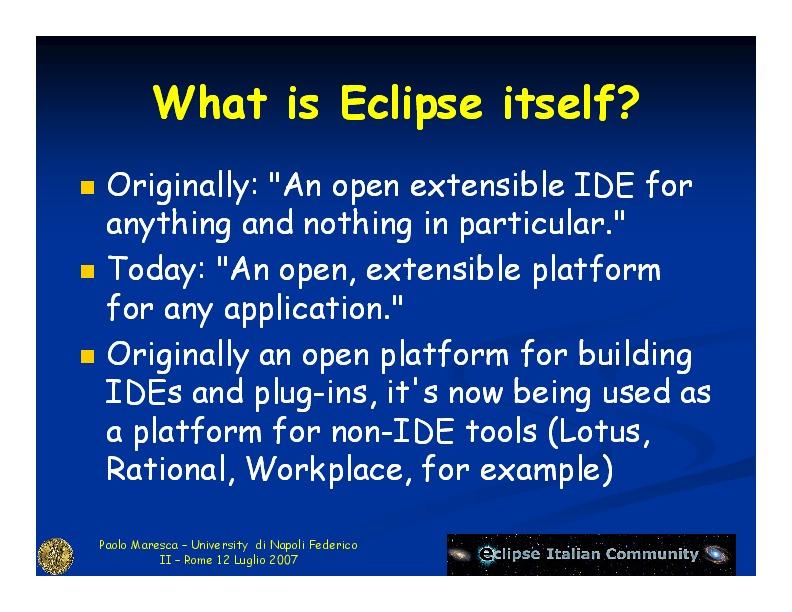 What is Eclipse itself?
Originally: "An open extensible IDE for
anything and nothing in particular."
Today: "An open, extensible platform
for any application."
Originally an open platform for building
IDEs and plug-ins, it's now being used as
a platform for non-IDE tools (Lotus,
Rational, Workplace, for example)
Paolo Maresca – University di Napoli Federico
II – Rome 12 Luglio 2007
eclipse Italian Community